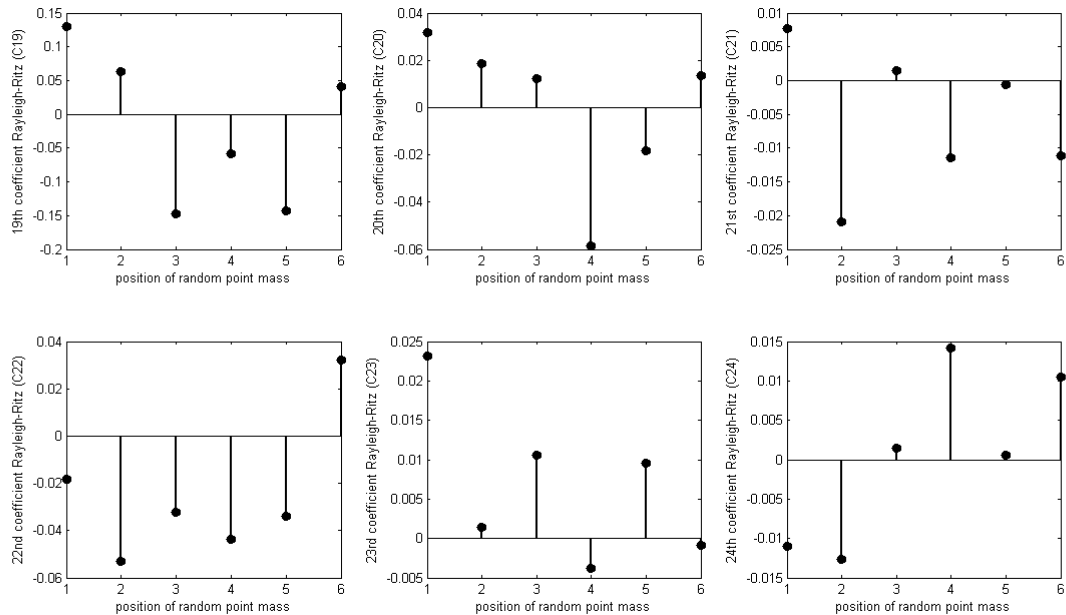 19th coefficient Rayleigh-Ritz (C19)
0.15
0.1
0.05
0
-0.05
-0.1
-0.15
-0.2
1 2 3 4 5 6
position of random point mass
20th coefficient Rayleigh-Ritz (C20)
0.04
0.02
0
-0.02
-0.04
-0.06
1 2 3 4 5 6
position of random point mass
21st coefficient Rayleigh-Ritz (C21)
0.01
0.005
0
-0.005
-0.01
-0.015
-0.02
-0.025
1 2 3 4 5 6
position of random point mass
22nd coefficient Rayleigh-Ritz (C22)
0.04
0.02
0
-0.02
-0.04
-0.06
1 2 3 4 5 6
position of random point mass
23rd coefficient Rayleigh-Ritz (C23)
0.025
0.02
0.015
0.01
0.005
0
-0.005
1 2 3 4 5 6
position of random point mass
24th coefficient Rayleigh-Ritz (C24)
0.015
0.01
0.005
0
-0.005
-0.01
-0.015
1 2 3 4 5 6
position of random point mass